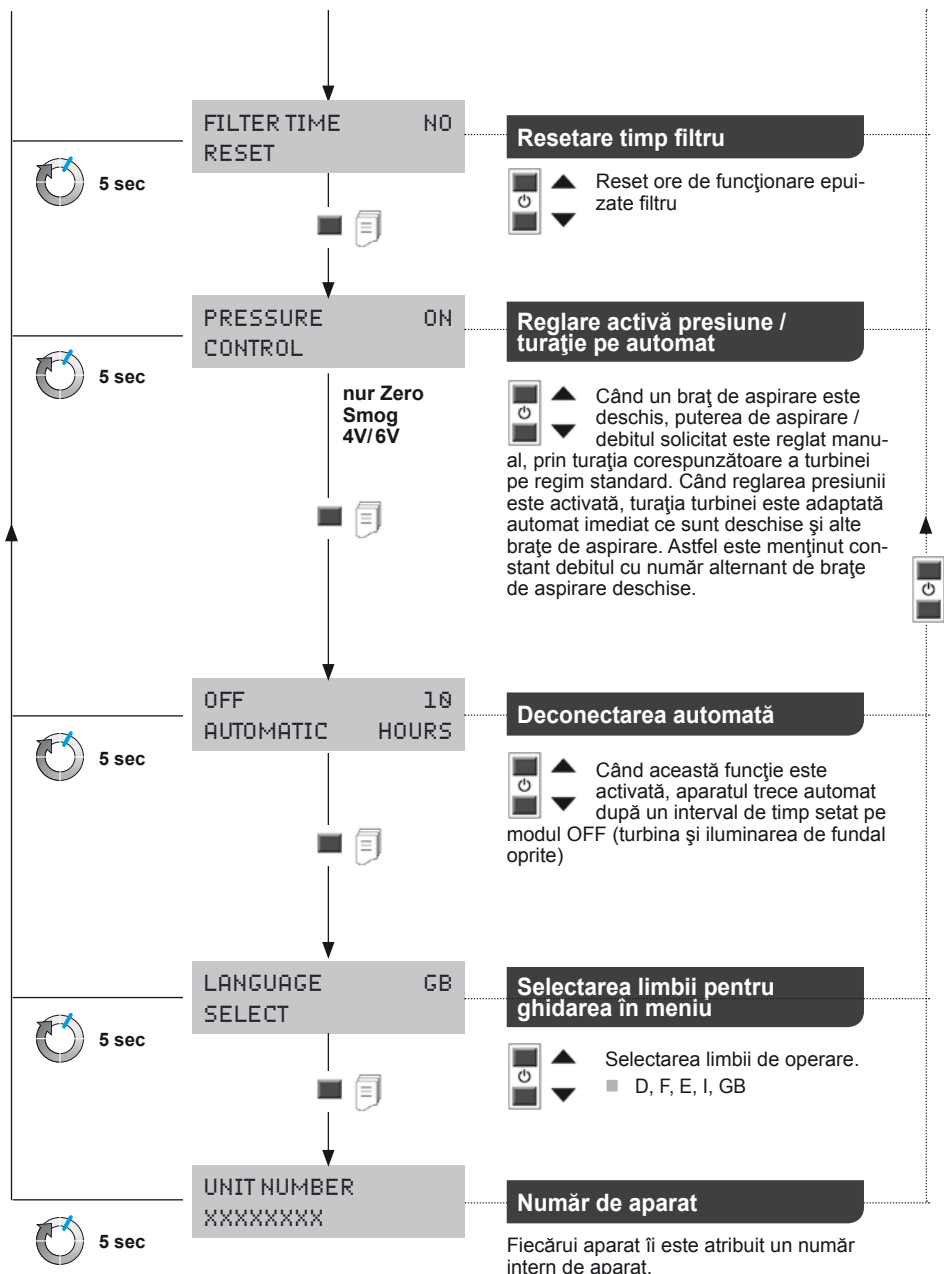 FILTER TIME NO
RESET
5 sec
Resetare timp filtru
Reset ore de funcţionare epui-
zate filtru
PRESSURE ON
CONTROL
5 sec
nur Zero
Smog
4V/6V
Reglare activă presiune /
turaţie pe automat
Când un braţ de aspirare este
deschis, puterea de aspirare /
debitul solicitat este reglat manu-
al, prin turaţia corespunzătoare a turbinei
pe regim standard. Când reglarea presiunii
este activată, turaţia turbinei este adaptată
automat imediat ce sunt deschise şi alte
braţe de aspirare. Astfel este menţinut con-
stant debitul cu număr alternant de braţe
de aspirare deschise.
OFF 10
AUTOMATIC HOURS
5 sec
Deconectarea automată
Când această funcţie este
activată, aparatul trece automat
după un interval de timp setat pe
modul OFF (turbina şi iluminarea de fundal
oprite)
LANGUAGE GB
SELECT
5 sec
Selectarea limbii pentru
ghidarea în meniu
Selectarea limbii de operare.
D, F, E, I, GB
UNIT NUMBER
XXXXXXXX
5 sec
Număr de aparat
Fiecărui aparat îi este atribuit un număr
intern de aparat.